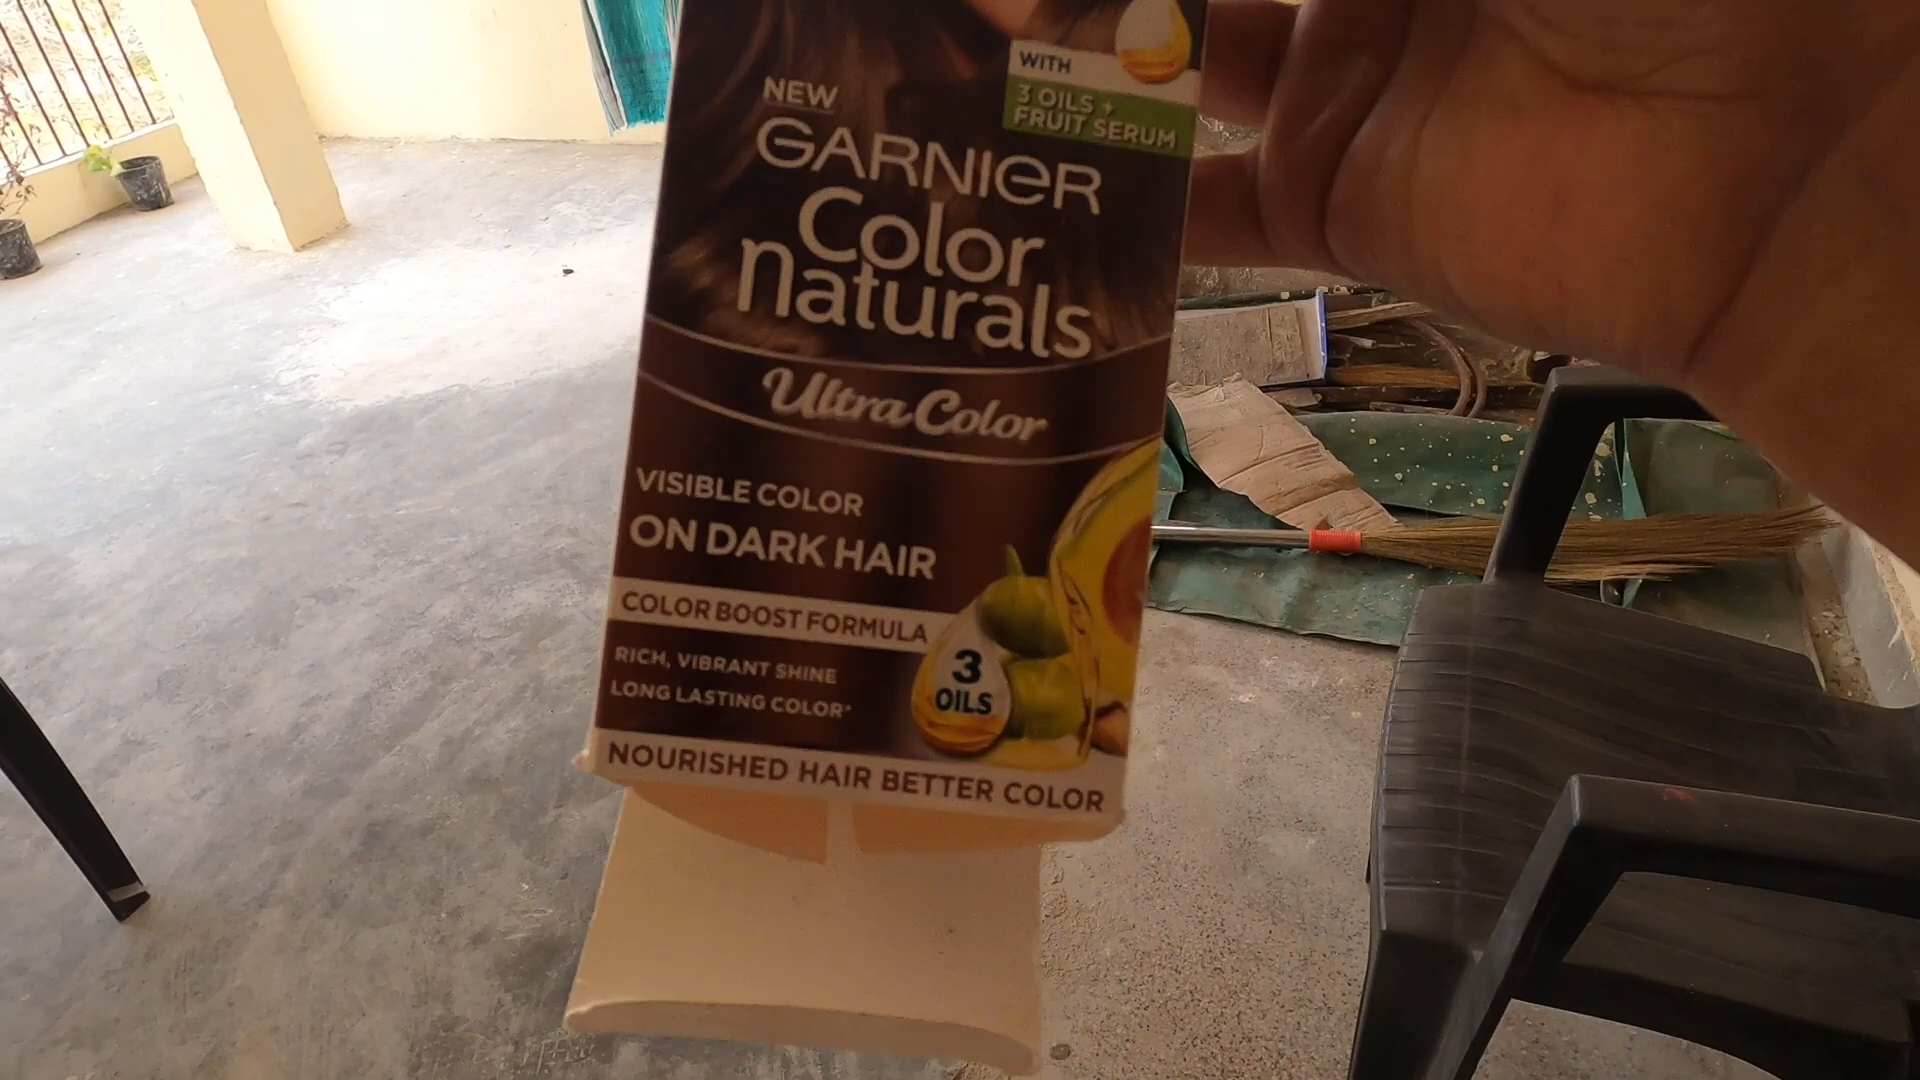 WITH
3 OILS +
FRUIT SERUM
NEW
GARNIER
Color
naturals
Ultra Color
VISIBLE COLOR
ON DARK HAIR
COLOR BOOST FORMULA
RICH, VIBRANT SHINE
LONG LASTING COLOR*
3
OILS
NOURISHED HAIR BETTER COLOR